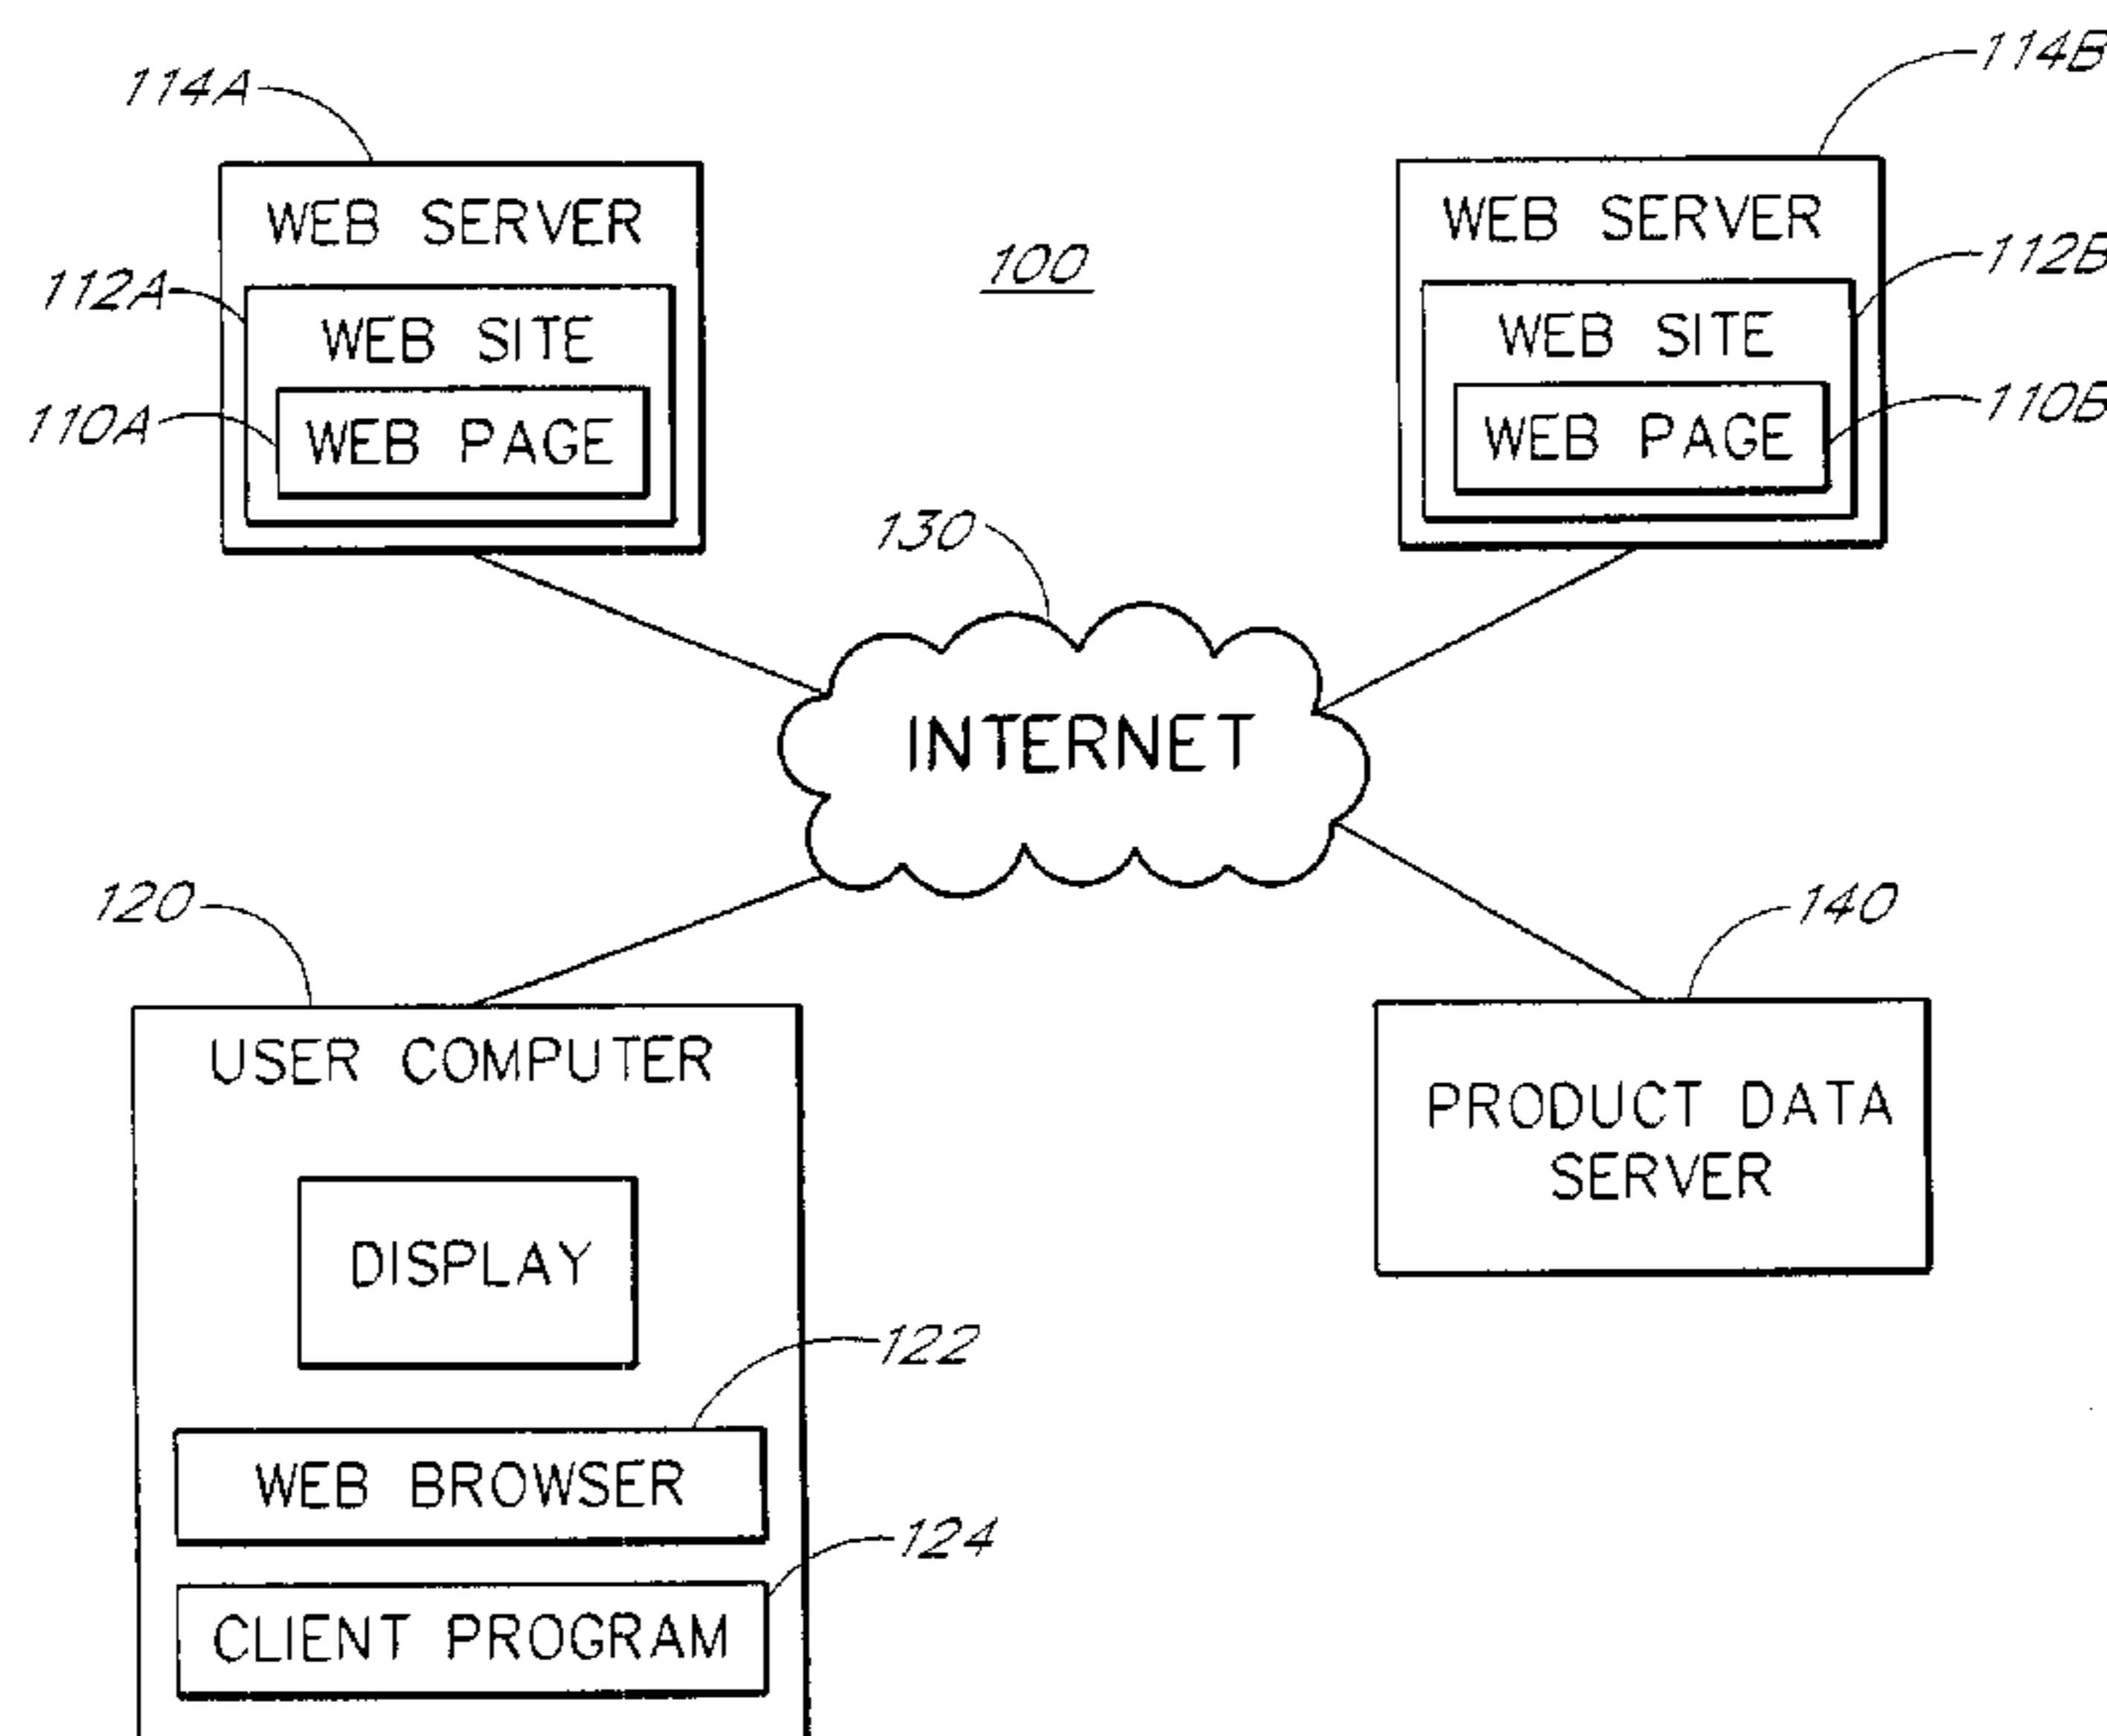 114A
114B
WEB SERVER
WEB SERVER
100
112A
112B
WEB SITE
WEB SITE
110A
110B
WEB PAGE
WEB PAGE
130
INTERNET
120
140
USER COMPUTER
PRODUCT DATA
SERVER
DISPLAY
122
WEB BROWSER
124
CLIENT PROGRAM